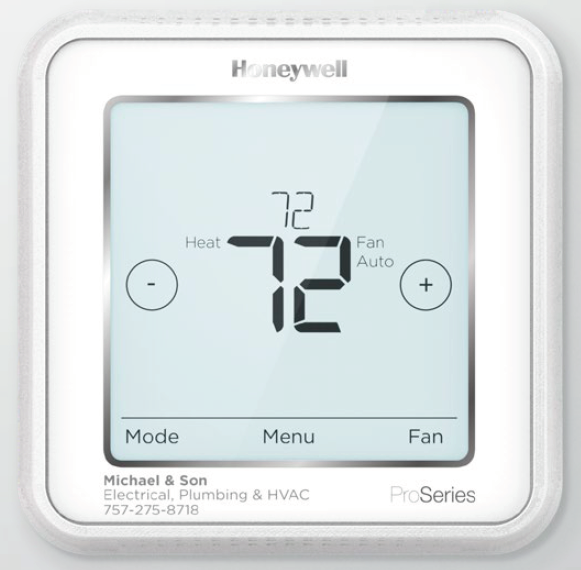 Honeywell
72
Heat 72 Fan
Auto
- +
Mode Menu Fan
Michael & Son
Electrical, Plumbing & HVAC
757-275-8718
ProSeries